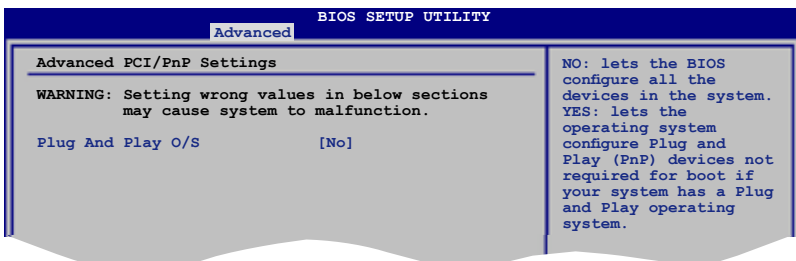 BIOS SETUP UTILITY
Advanced
Advanced PCI/PnP Settings
WARNING: Setting wrong values in below sections
may cause system to malfunction.
Plug And Play O/S [No]
NO: lets the BIOS
configure all the
devices in the system.
YES: lets the
operating system
configure Plug and
Play (PnP) devices not
required for boot if
your system has a Plug
and Play operating
system.